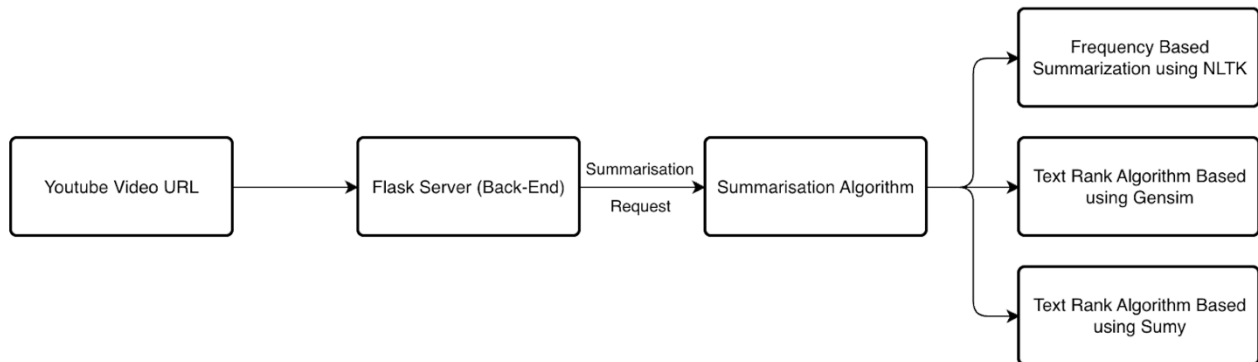 Youtube Video URL
Flask Server (Back-End)
Summarisation
Request
Summarisation Algorithm
Frequency Based
Summarization using NLTK
Text Rank Algorithm Based
using Gensim
Text Rank Algorithm Based
using Sumy